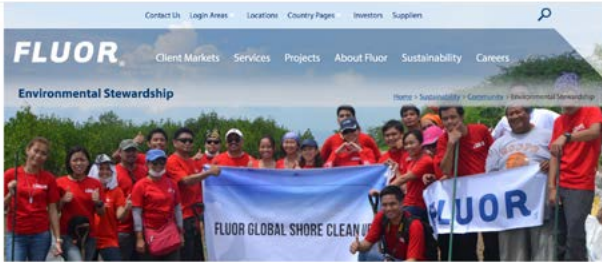 Contact Us Login Areas Locations Country Pages Investors Suppliers
FLUOR®
Client Markets Services Projects About Fluor Sustainability Careers
Environmental Stewardship
Home > Sustainability > Community > Environmental Stewardship
FLUOR GLOBAL SHORE CLEAN
FLUOR